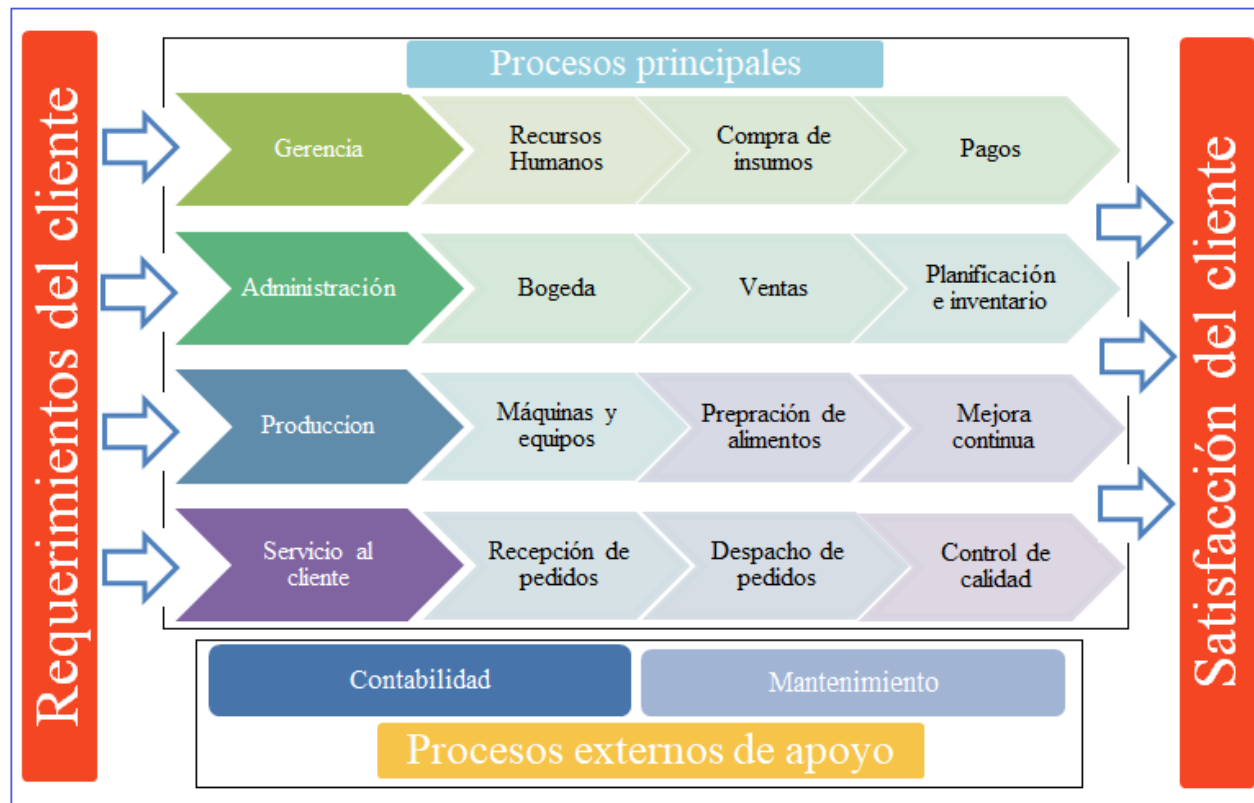 Requerimientos del cliente
Procesos principales
Gerencia
Recursos
Humanos
Compra de
insumos
Pagos
Administración
Bogeda
Ventas
Planificación
e inventario
Produccion
Máquinas y
equipos
Prepración de
alimentos
Mejora
continua
Servicio al
cliente
Recepción de
pedidos
Despacho de
pedidos
Control de
calidad
Contabilidad
Mantenimiento
Procesos externos de apoyo
Satisfacción del cliente